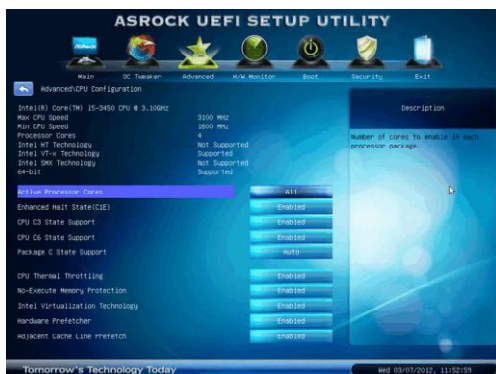 ASROCK UEFI SETUP UTILITY
Main OC Tweaker Advanced H/W Monitor Boot Security Exit
Advanced\CPU Configuration
Description
Intel(R) Core(TM) i5-3450 CPU @ 3.10GHz
Max CPU Speed 3100 MHz
Min CPU Speed 1600 MHz
Processor Cores 4
Intel HT Technology Not Supported
Intel VT-x Technology Supported
Intel SMX Technology Not Supported
64-bit Supported
Number of cores to enable in each
processor package.
Active Processor Cores All
Enhanced Halt State(C1E) Enabled
CPU C3 State Support Enabled
CPU C6 State Support Enabled
Package C State Support Auto
CPU Thermal Throttling Enabled
No-Execute Memory Protection Enabled
Intel Virtualization Technology Enabled
Hardware Prefetcher Enabled
Adjacent Cache Line Prefetch Enabled
Tomorrow's Technology Today
Wed 03/07/2012, 11:52:59